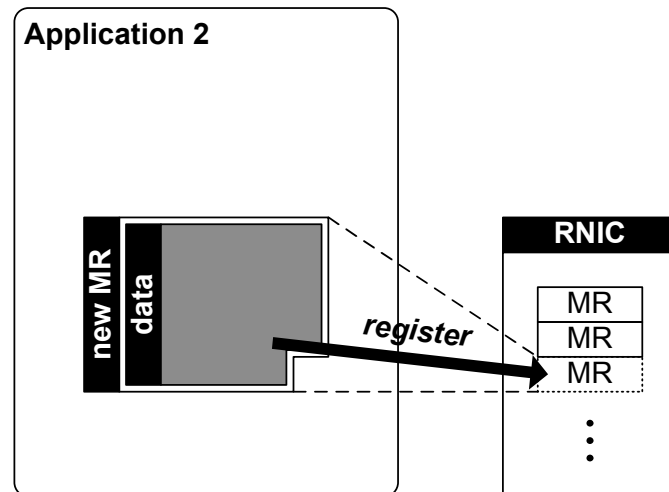 Application 2
new MR
data
register
RNIC
MR
MR
MR